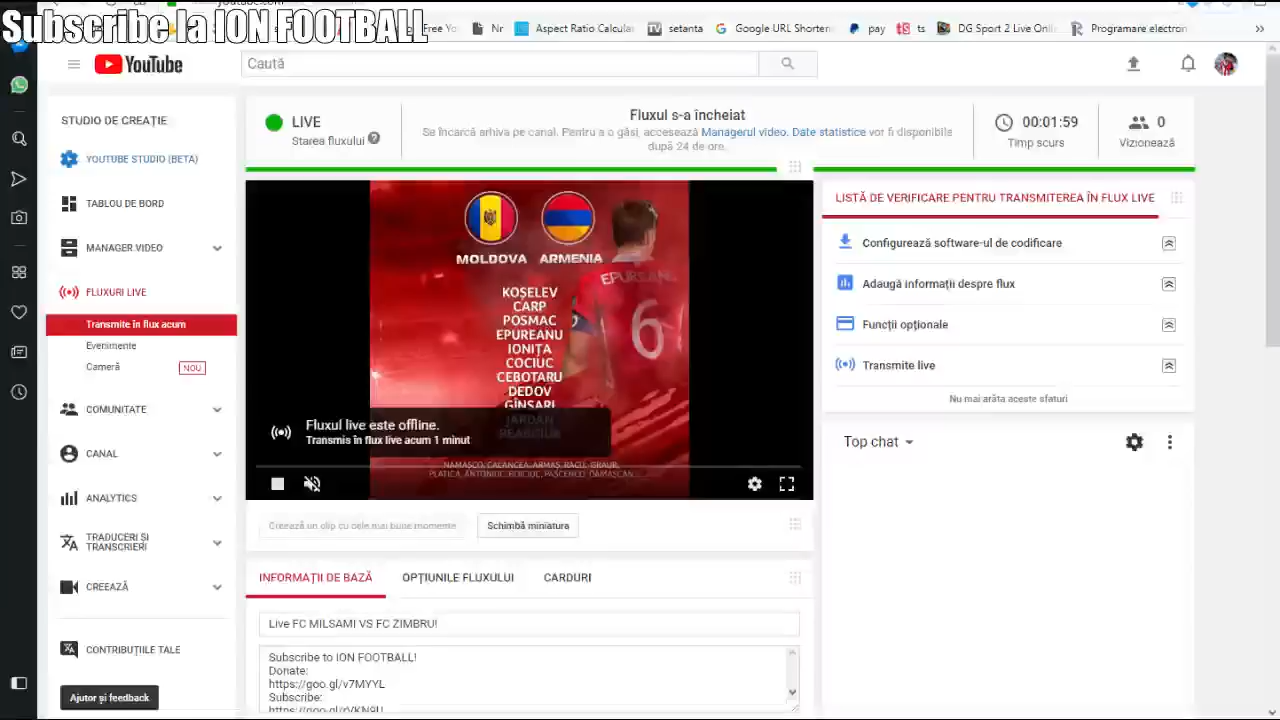 Subscribe la ION FOOTBALL
Nr
Aspect Ratio Calcula
setanta
Google URL Shortene
pay
ts
DG Sport 2 Live Onli
Programare electron
YouTube
Caută
STUDIO DE CREAȚIE
YOUTUBE STUDIO (BETA)
TABLOU DE BORD
MANAGER VIDEO
FLUXURI LIVE
Transmite în flux acum
Evenimente
Cameră
NOU
COMUNITATE
CANAL
ANALYTICS
TRADUCERI ȘI
TRANSCRIERI
CREEAZĂ
CONTRIBUȚIILE TALE
Ajutor și feedback
LIVE
Starea fluxului
Fluxul s-a încheiat
Se încarcă arhiva pe canal. Pentru a o găsi, accesează Managerul video. Date statistice vor fi disponibile
după 24 de ore.
00:01:59
Timp scurs
0
Vizionează
MOLDOVA ARMENIA
EPUREANU
6
KOȘELEV
CARP
POSMAC
EPUREANU
IONIȚA
COCIUC
CEBOTARU
DEDOV
GÎNSARI
Fluxul live este offline.
Transmis în flux live acum 1 minut
Creează un clip cu cele mai bune momente
Schimbă miniatura
INFORMAȚII DE BAZĂ
OPȚIUNILE FLUXULUI
CARDURI
Live FC MILSAMI VS FC ZIMBRU!
Subscribe to ION FOOTBALL!
Donate:
https://goo.gl/v7MYYL
Subscribe:
LISTĂ DE VERIFICARE PENTRU TRANSMITEREA ÎN FLUX LIVE
Configurează software-ul de codificare
Adaugă informații despre flux
Funcții opționale
Transmite live
Nu mai arăta aceste sfaturi
Top chat